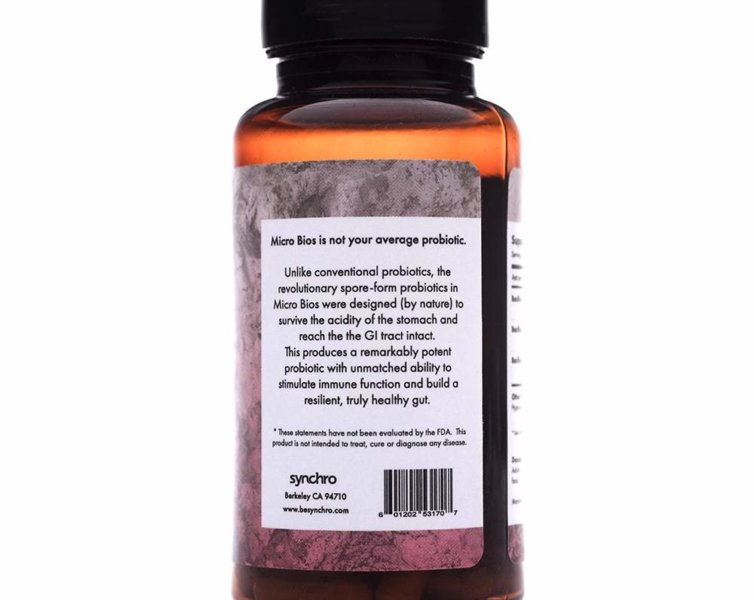 Micro Bios is not your average probiotic.
Unlike conventional probiotics, the
revolutionary spore-form probiotics in
Micro Bios were designed (by nature) to
survive the acidity of the stomach and
reach the the GI tract intact.
This produces a remarkably potent
probiotic with unmatched ability to
stimulate immune function and build a
resilient, truly healthy gut.
* These statements have not been evaluated by the FDA. This
product is not intended to treat, cure or diagnose any disease.
synchro
Berkeley CA 94710
www.besynchro.com
6 01202 53170 7